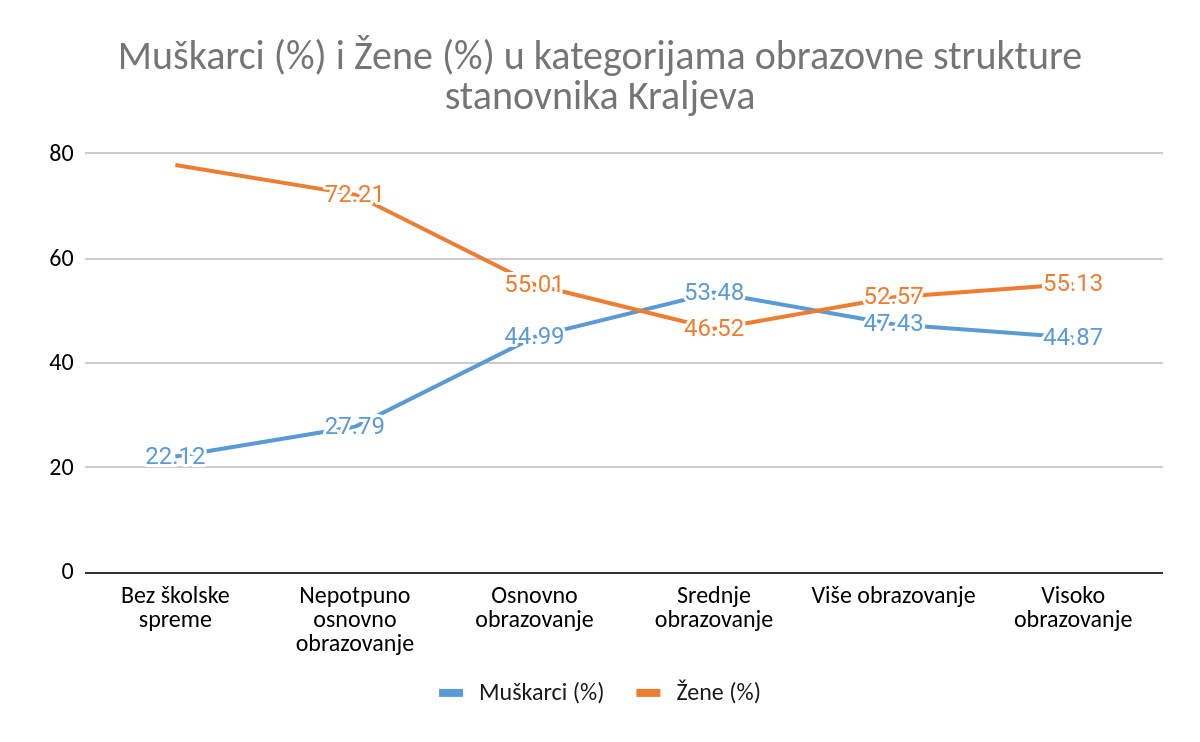 Muškarci (%) i Žene (%) u kategorijama obrazovne strukture
stanovnika Kraljeva
80
60
40
20
0
72.21
55.01
53.48
46.52
52.57
47.43
55.13
44.87
44.99
27.79
22.12
Bez školske
spreme
Nepotpuno
osnovno
obrazovanje
Osnovno
obrazovanje
Srednje
obrazovanje
Više obrazovanje
Visoko
obrazovanje
Muškarci (%)
Žene (%)